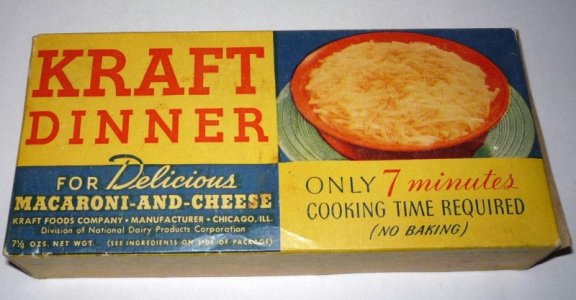 KRAFT
DINNER
FOR Delicious
MACARONI-AND-CHEESE
KRAFT FOODS COMPANY • MANUFACTURER • CHICAGO, ILL.
Division of National Dairy Products Corporation
7¼ OZS. NET WGT. (SEE INGREDIENTS ON SIDE OF PACKAGE)
ONLY 7 minutes
COOKING TIME REQUIRED
(NO BAKING)